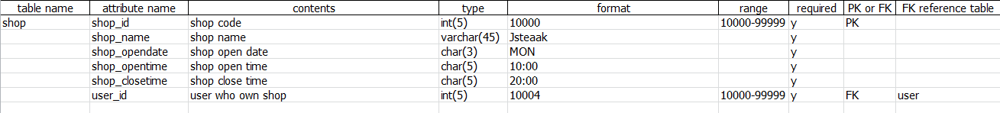 table name attribute name contents type format range required PK or FK FK reference table
shop shop_id shop code int(5) 10000 10000-99999 y PK
shop_name shop name varchar(45) Jsteaak y
shop_opendate shop open date char(3) MON y
shop_opentime shop open time char(5) 10:00 y
shop_closetime shop close time char(5) 20:00 y
user_id user who own shop int(5) 10004 10000-99999 y FK user